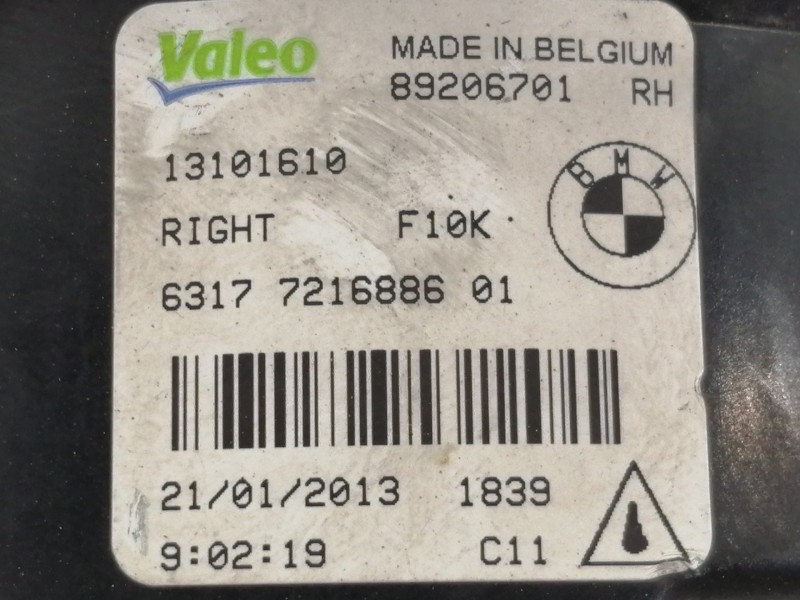 Valeo
MADE IN BELGIUM
89206701 RH
13101610
BMW
RIGHT F10K
6317 7216886 01
21/01/2013 1839
9:02:19 C11